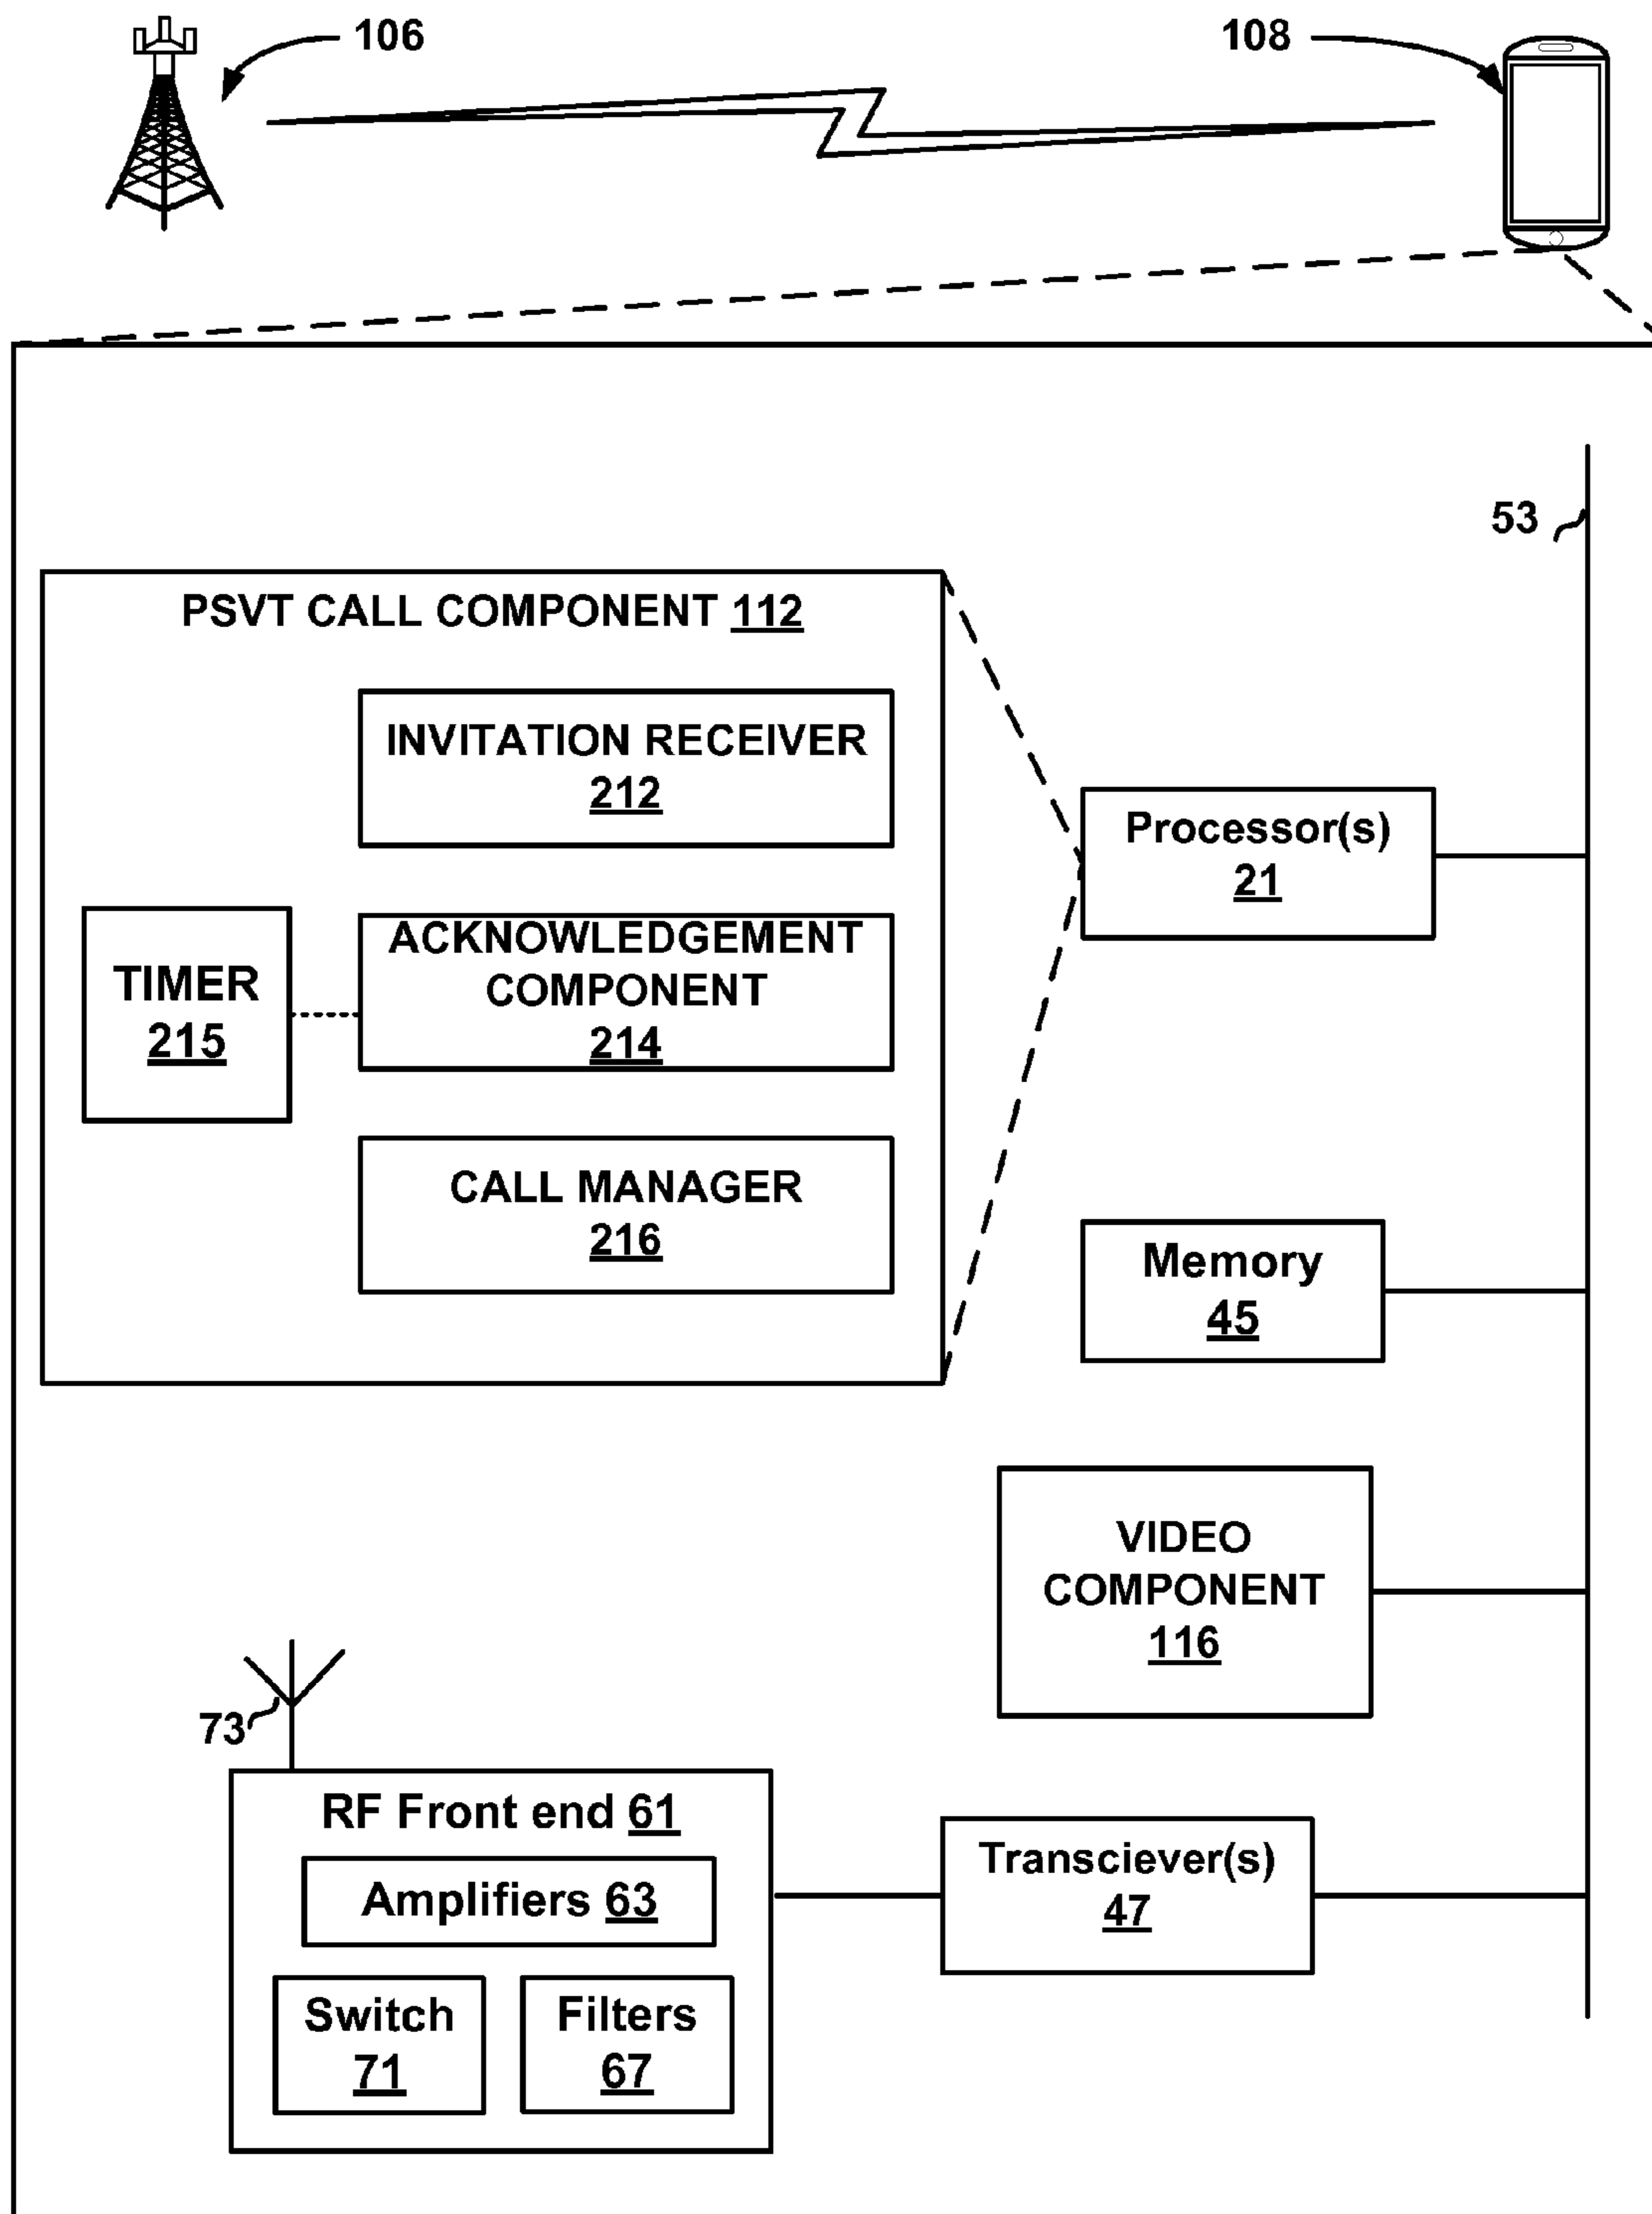 106
108
53
PSVT CALL COMPONENT 112
INVITATION RECEIVER
212
Processor(s)
21
ACKNOWLEDGEMENT
COMPONENT
214
TIMER
215
CALL MANAGER
216
Memory
45
VIDEO
COMPONENT
116
73
RF Front end 61
Amplifiers 63
Switch
71
Filters
67
Transciever(s)
47